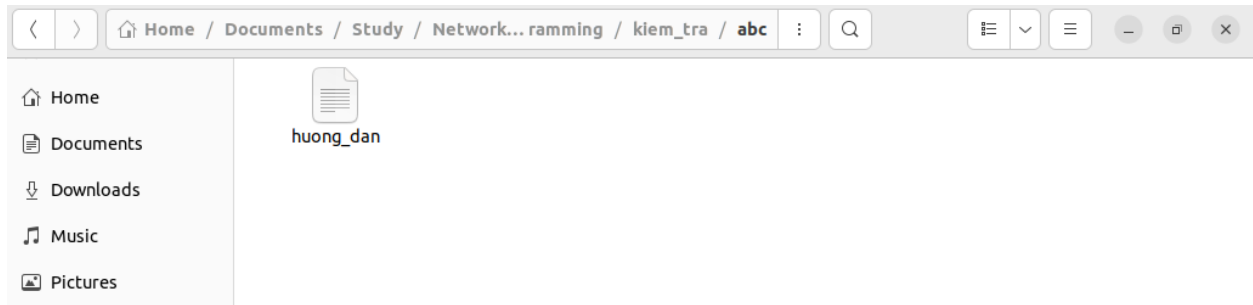 Home / Documents / Study / Network... ramming / kiem_tra / abc
Home
Documents
Downloads
Music
Pictures
huong_dan